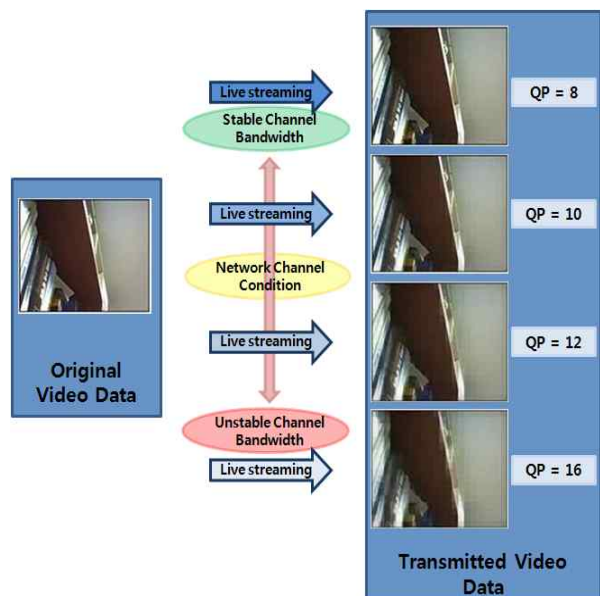 Original
Video Data
Live streaming
Stable Channel
Bandwidth
Live streaming
Network Channel
Condition
Live streaming
Unstable Channel
Bandwidth
Live streaming
QP = 8
QP = 10
QP = 12
QP = 16
Transmitted Video
Data